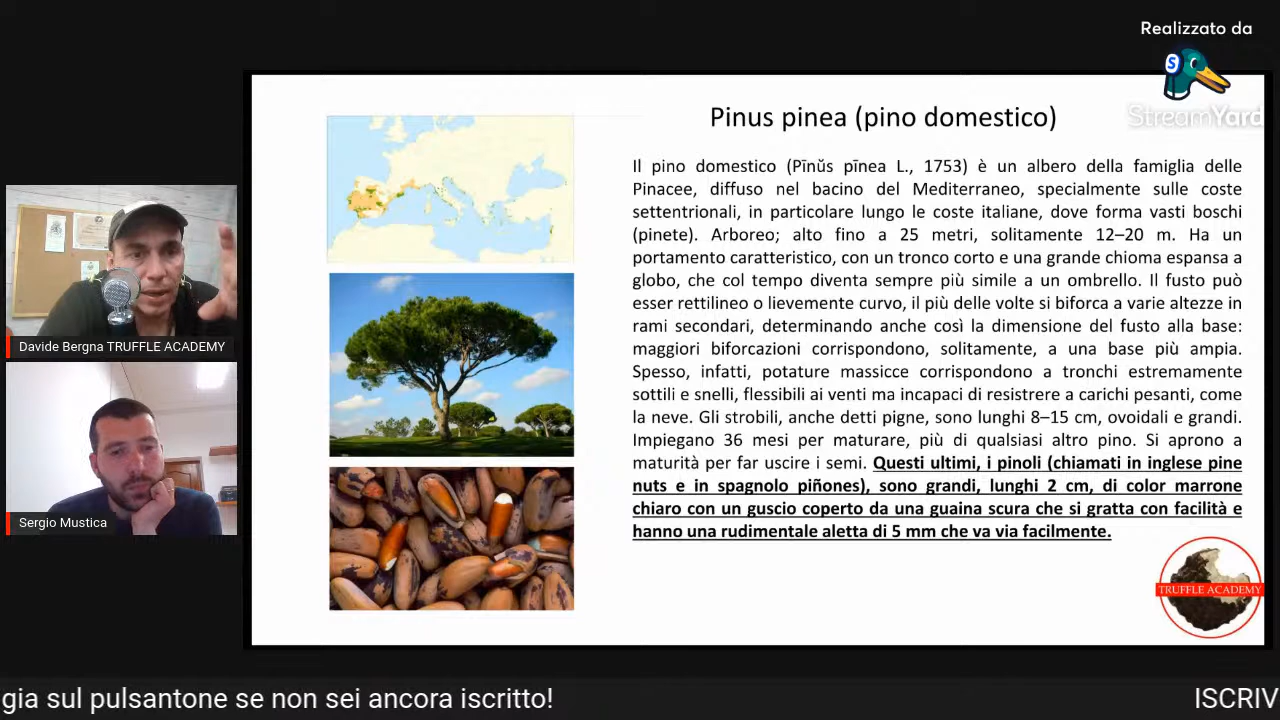 Realizzato da
StreamYard
Pinus pinea (pino domestico)
Il pino domestico (Pīnŭs pīnea L., 1753) è un albero della famiglia delle
Pinacee, diffuso nel bacino del Mediterraneo, specialmente sulle coste
settentrionali, in particolare lungo le coste italiane, dove forma vasti boschi
(pinete). Arboreo; alto fino a 25 metri, solitamente 12–20 m. Ha un
portamento caratteristico, con un tronco corto e una grande chioma espansa a
globo, che col tempo diventa sempre più simile a un ombrello. Il fusto può
esser rettilineo o lievemente curvo, il più delle volte si biforca a varie altezze in
rami secondari, determinando anche così la dimensione del fusto alla base:
maggiori biforcazioni corrispondono, solitamente, a una base più ampia.
Spesso, infatti, potature massicce corrispondono a tronchi estremamente
sottili e snelli, flessibili ai venti ma incapaci di resistrere a carichi pesanti, come
la neve. Gli strobili, anche detti pigne, sono lunghi 8–15 cm, ovoidali e grandi.
Impiegano 36 mesi per maturare, più di qualsiasi altro pino. Si aprono a
maturità per far uscire i semi. Questi ultimi, i pinoli (chiamati in inglese pine
nuts e in spagnolo piñones), sono grandi, lunghi 2 cm, di color marrone
chiaro con un guscio coperto da una guaina scura che si gratta con facilità e
hanno una rudimentale aletta di 5 mm che va via facilmente.
TRUFFLE ACADEMY
Davide Bergna TRUFFLE ACADEMY
Sergio Mustica
gia sul pulsantone se non sei ancora iscritto!
ISCRIV